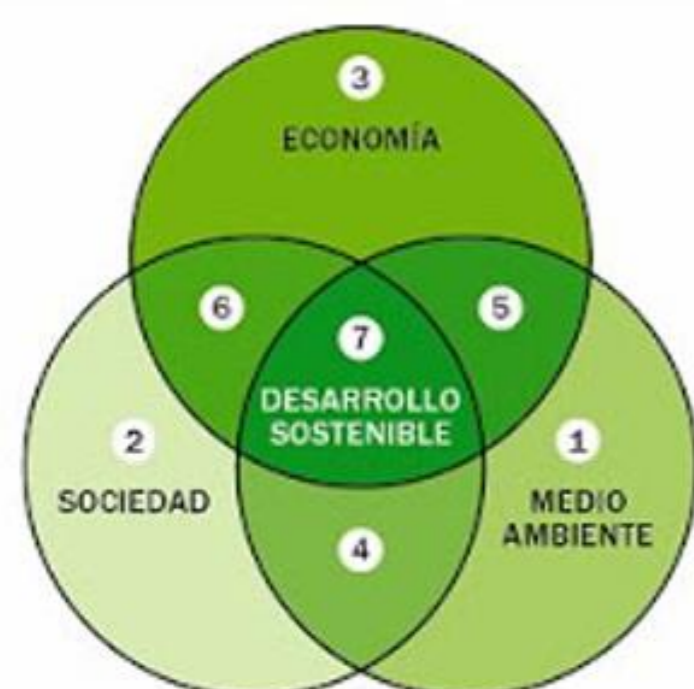 3
ECONOMÍA
6
5
7
DESARROLLO
SOSTENIBLE
2
SOCIEDAD
1
MEDIO
AMBIENTE
4